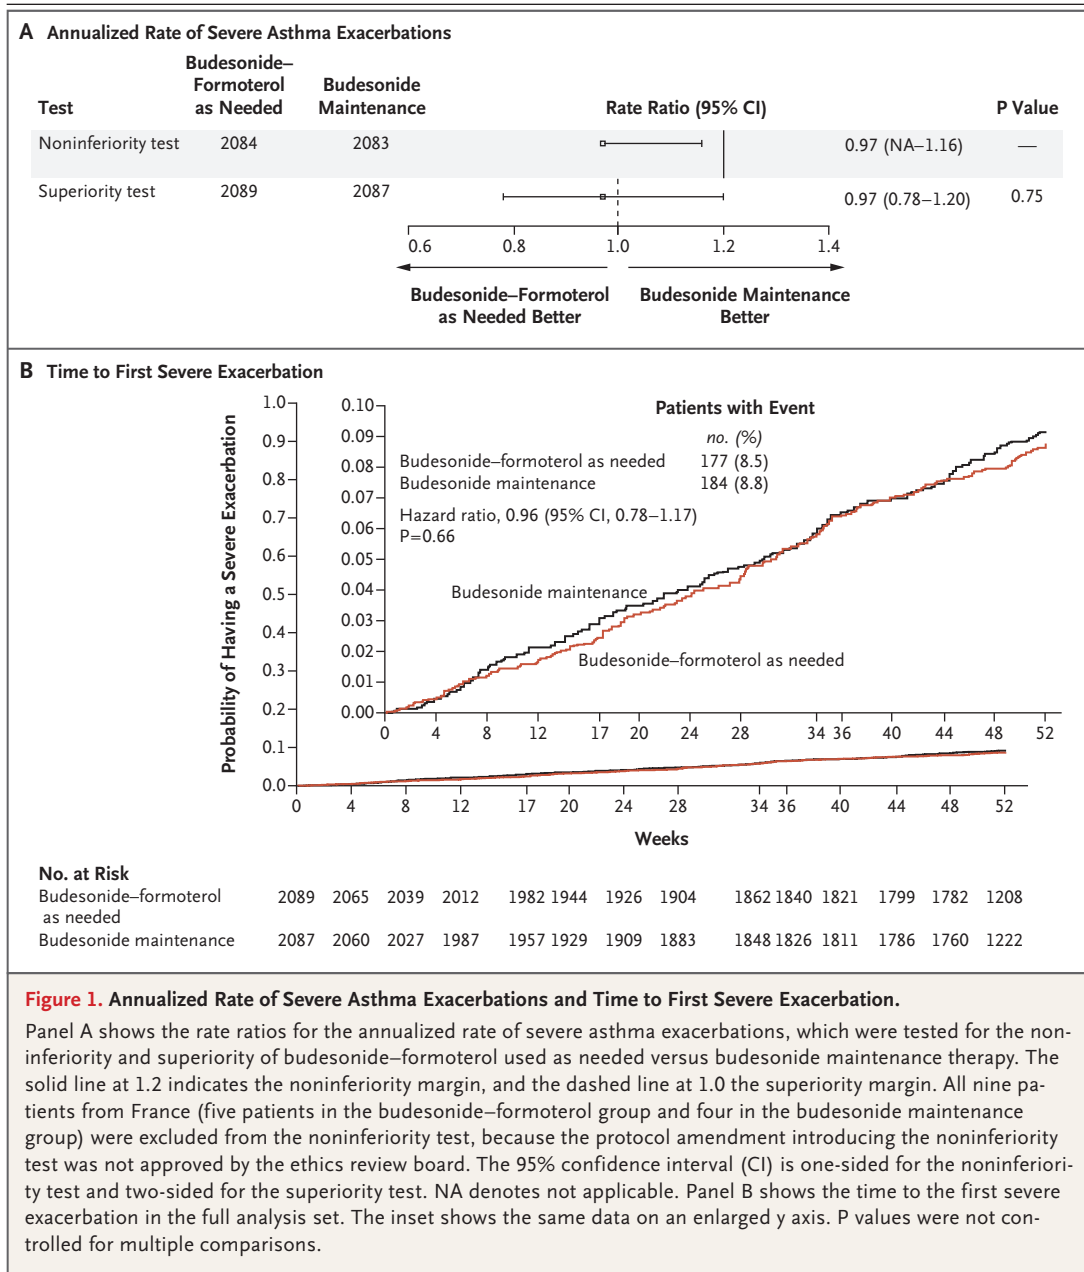 A Annualized Rate of Severe Asthma Exacerbations
Budesonide–
Formoterol
as Needed
Budesonide
Maintenance
Test
Rate Ratio (95% CI)
P Value
Noninferiority test 2084 2083 0.97 (NA–1.16) —
Superiority test 2089 2087 0.97 (0.78–1.20) 0.75
0.6 0.8 1.0 1.2 1.4
Budesonide–Formoterol
as Needed Better
Budesonide Maintenance
Better
B Time to First Severe Exacerbation
Probability of Having a Severe Exacerbation
1.0
0.9
0.8
0.7
0.6
0.5
0.4
0.3
0.2
0.1
0.0
0.10
0.09
0.08
0.07
0.06
0.05
0.04
0.03
0.02
0.01
0.00
Patients with Event
no. (%)
Budesonide–formoterol as needed 177 (8.5)
Budesonide maintenance 184 (8.8)
Hazard ratio, 0.96 (95% CI, 0.78–1.17)
P=0.66
Budesonide maintenance
Budesonide–formoterol as needed
0 4 8 12 17 20 24 28 34 36 40 44 48 52
0 4 8 12 17 20 24 28 34 36 40 44 48 52
Weeks
No. at Risk
Budesonide–formoterol
as needed
2089 2065 2039 2012 1982 1944 1926 1904 1862 1840 1821 1799 1782 1208
Budesonide maintenance 2087 2060 2027 1987 1957 1929 1909 1883 1848 1826 1811 1786 1760 1222
Figure 1. Annualized Rate of Severe Asthma Exacerbations and Time to First Severe Exacerbation.
Panel A shows the rate ratios for the annualized rate of severe asthma exacerbations, which were tested for the non-
inferiority and superiority of budesonide–formoterol used as needed versus budesonide maintenance therapy. The
solid line at 1.2 indicates the noninferiority margin, and the dashed line at 1.0 the superiority margin. All nine pa-
tients from France (five patients in the budesonide–formoterol group and four in the budesonide maintenance
group) were excluded from the noninferiority test, because the protocol amendment introducing the noninferiority
test was not approved by the ethics review board. The 95% confidence interval (CI) is one-sided for the noninferiori-
ty test and two-sided for the superiority test. NA denotes not applicable. Panel B shows the time to the first severe
exacerbation in the full analysis set. The inset shows the same data on an enlarged y axis. P values were not con-
trolled for multiple comparisons.